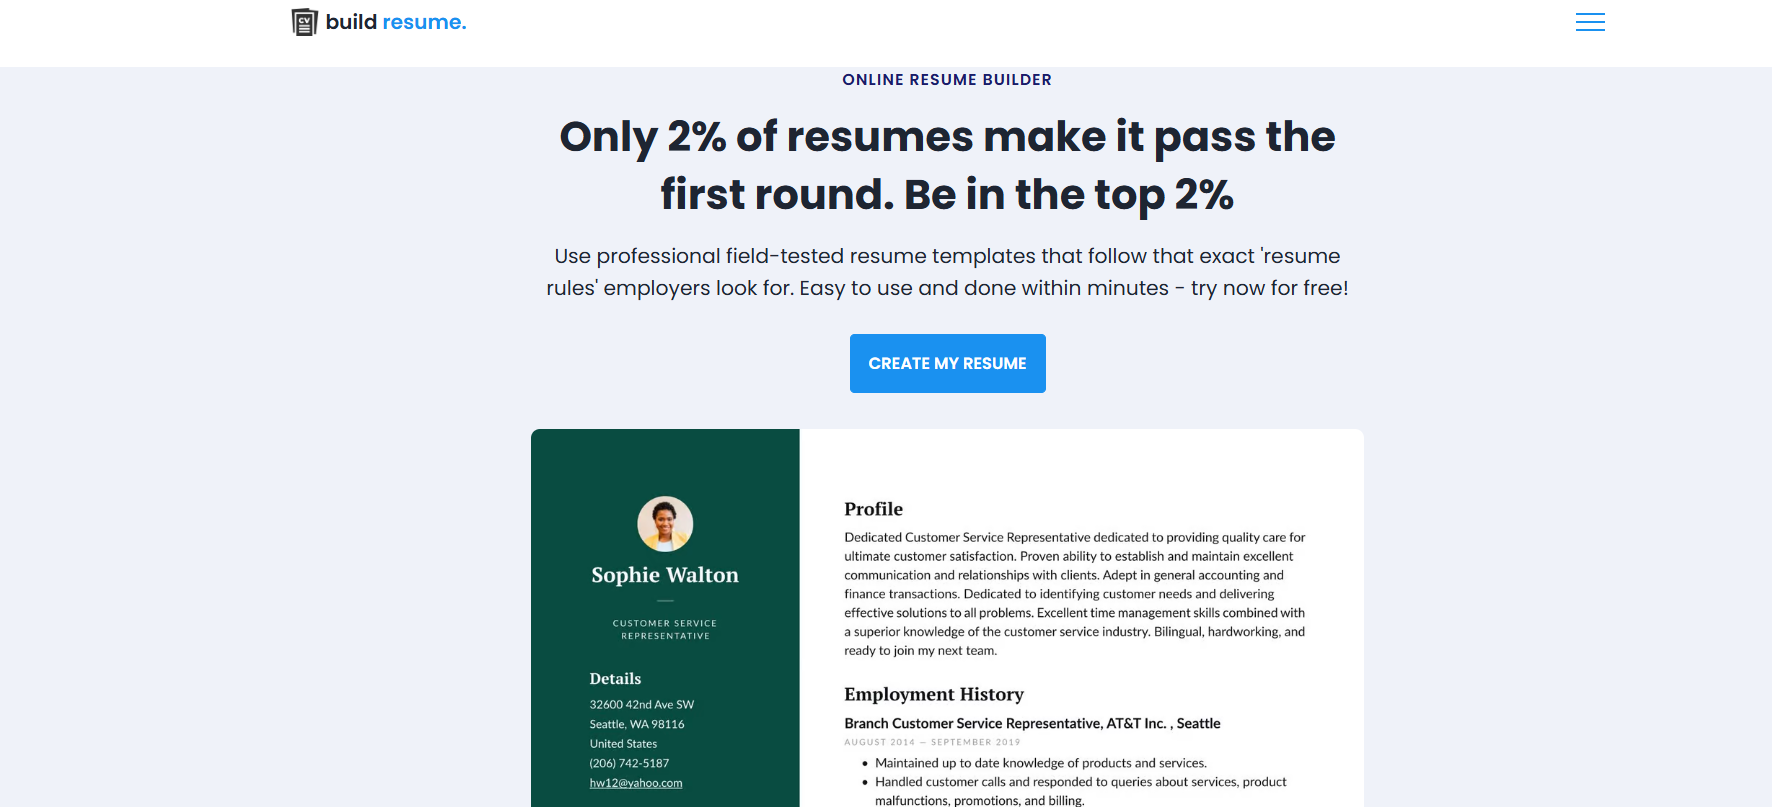 CV
build resume.
ONLINE RESUME BUILDER
Only 2% of resumes make it pass the
first round. Be in the top 2%
Use professional field-tested resume templates that follow that exact 'resume
rules' employers look for. Easy to use and done within minutes - try now for free!
CREATE MY RESUME
Sophie Walton
CUSTOMER SERVICE
REPRESENTATIVE
Details
32600 42nd Ave SW
Seattle, WA 98116
United States
(206) 742-5187
hw12@yahoo.com
Profile
Dedicated Customer Service Representative dedicated to providing quality care for
ultimate customer satisfaction. Proven ability to establish and maintain excellent
communication and relationships with clients. Adept in general accounting and
finance transactions. Dedicated to identifying customer needs and delivering
effective solutions to all problems. Excellent time management skills combined with
a superior knowledge of the customer service industry. Bilingual, hardworking, and
ready to join my next team.
Employment History
Branch Customer Service Representative, AT&T Inc. , Seattle
AUGUST 2014 — SEPTEMBER 2019
• Maintained up to date knowledge of products and services.
• Handled customer calls and responded to queries about services, product
malfunctions, promotions, and billing.